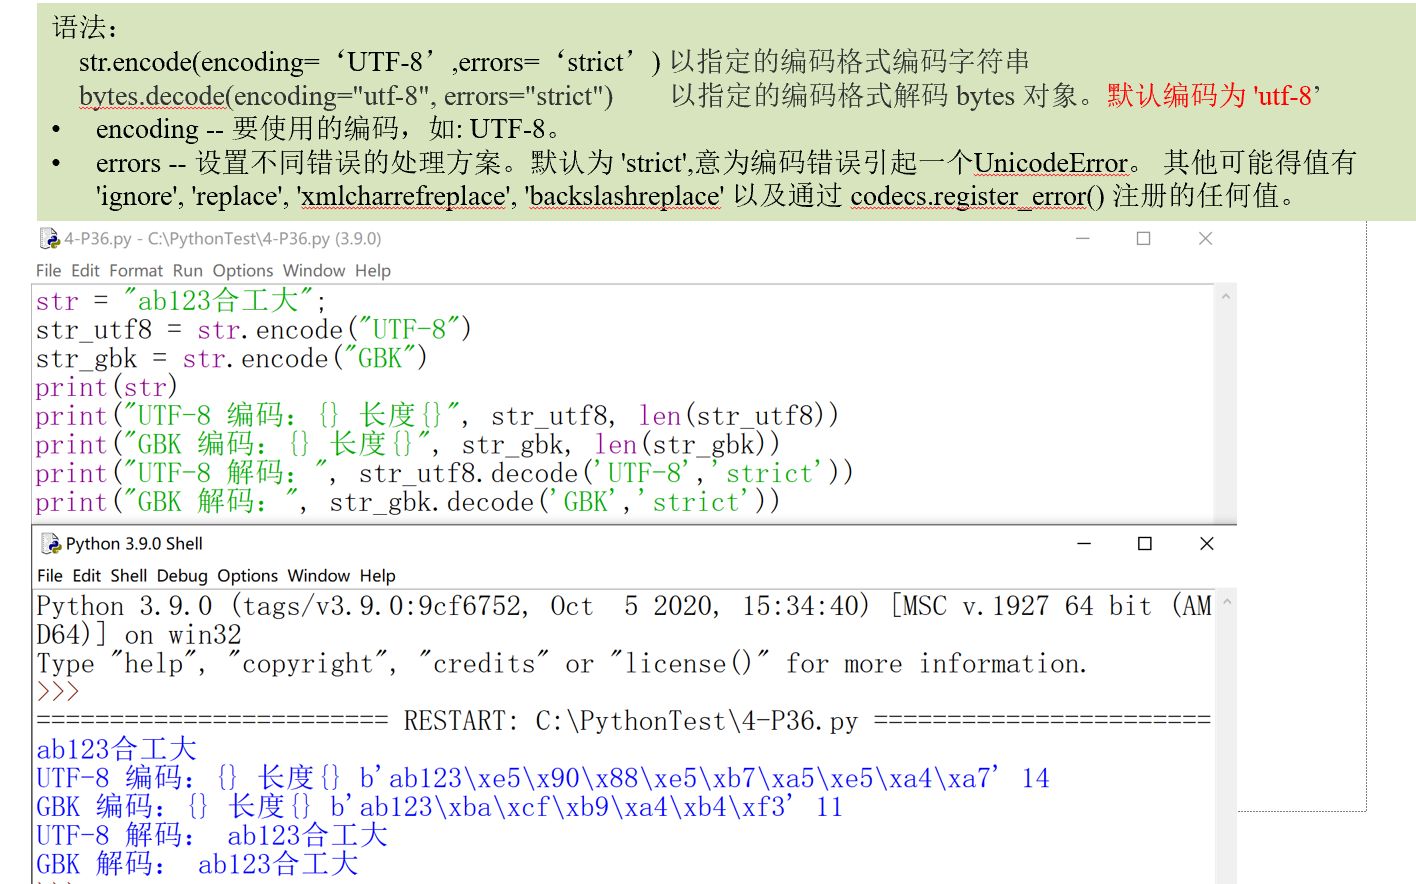 语法：
str.encode(encoding=‘UTF-8’,errors=‘strict’) 以指定的编码格式编码字符串
bytes.decode(encoding="utf-8", errors="strict") 以指定的编码格式解码 bytes 对象。默认编码为 'utf-8’
• encoding -- 要使用的编码，如: UTF-8。
• errors -- 设置不同错误的处理方案。默认为 'strict',意为编码错误引起一个UnicodeError。 其他可能得值有
'ignore', 'replace', 'xmlcharrefreplace', 'backslashreplace' 以及通过 codecs.register_error() 注册的任何值。
4-P36.py - C:\PythonTest\4-P36.py (3.9.0)
File Edit Format Run Options Window Help
str = "ab123合工大";
str_utf8 = str.encode("UTF-8")
str_gbk = str.encode("GBK")
print(str)
print("UTF-8 编码：{} 长度{}", str_utf8, len(str_utf8))
print("GBK 编码：{} 长度{}", str_gbk, len(str_gbk))
print("UTF-8 解码：", str_utf8.decode('UTF-8','strict'))
print("GBK 解码：", str_gbk.decode('GBK','strict'))
Python 3.9.0 Shell
File Edit Shell Debug Options Window Help
Python 3.9.0 (tags/v3.9.0:9cf6752, Oct  5 2020, 15:34:40) [MSC v.1927 64 bit (AM
D64)] on win32
Type "help", "copyright", "credits" or "license()" for more information.
>>>
======================== RESTART: C:\PythonTest\4-P36.py =======================
ab123合工大
UTF-8 编码：{} 长度{} b'ab123\xe5\x90\x88\xe5\xb7\xa5\xe5\xa4\xa7' 14
GBK 编码：{} 长度{} b'ab123\xba\xcf\xb9\xa4\xb4\xf3' 11
UTF-8 解码： ab123合工大
GBK 解码： ab123合工大